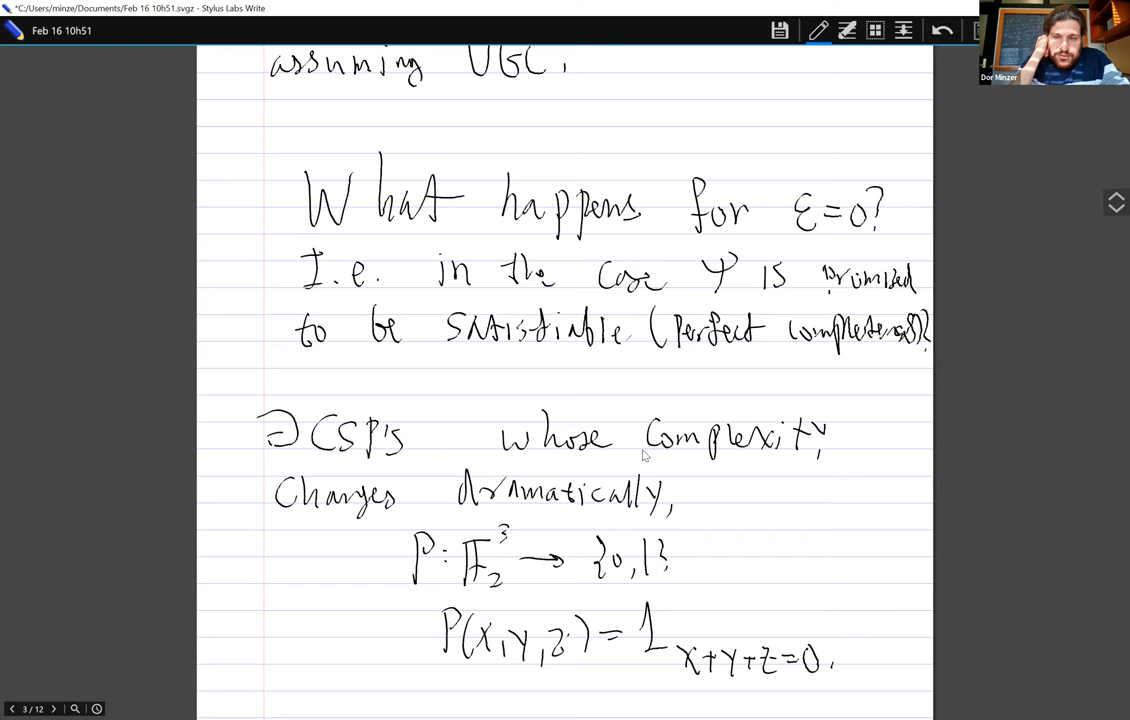 *C:/Users/minze/Documents/Feb 16 10h51.svgz - Stylus Labs Write
Feb 16 10h51
Dor Minzer
assuming UGC.
What happens for ε=0?
I.e. in the case Ψ is promised
to be satisfiable (perfect completeness)?
∃ CSP's whose complexity
changes dramatically,
P: 𝔽₂³ → {0,1}
P(x,y,z) = 1_{x+y+z=0}.
3 / 12